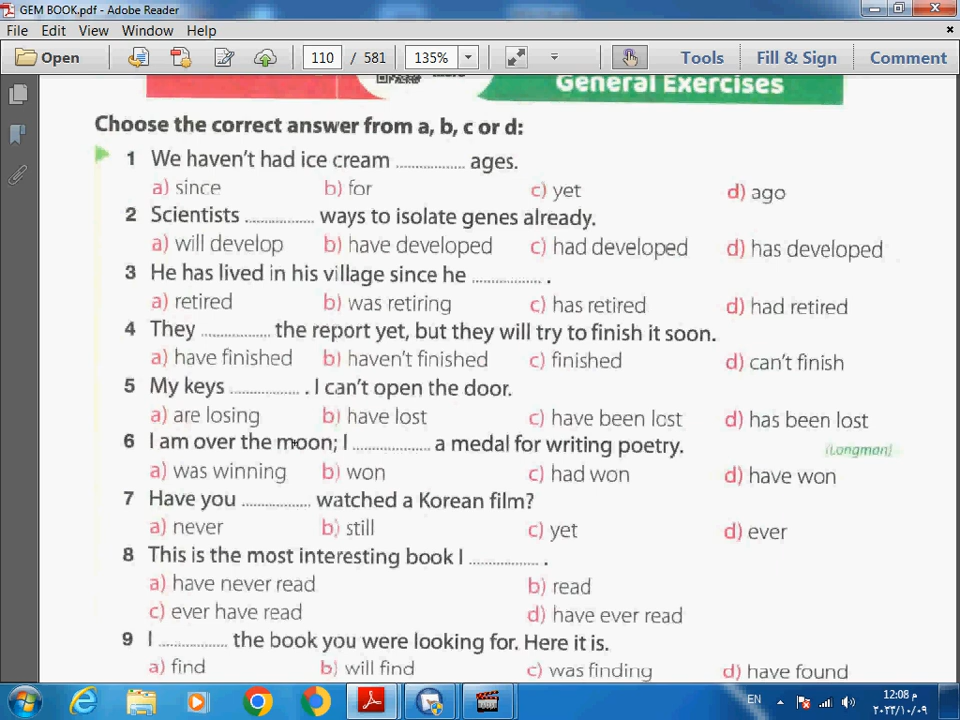 GEM BOOK.pdf - Adobe Reader
File Edit View Window Help
Open 110 / 581 135% Tools Fill & Sign Comment
General Exercises
Choose the correct answer from a, b, c or d:
1 We haven't had ice cream ................ ages.
a) since b) for c) yet d) ago
2 Scientists ................ ways to isolate genes already.
a) will develop b) have developed c) had developed d) has developed
3 He has lived in his village since he ................ .
a) retired b) was retiring c) has retired d) had retired
4 They ................ the report yet, but they will try to finish it soon.
a) have finished b) haven't finished c) finished d) can't finish
5 My keys ................ . I can't open the door.
a) are losing b) have lost c) have been lost d) has been lost
6 I am over the moon; I ................ a medal for writing poetry. (Longman)
a) was winning b) won c) had won d) have won
7 Have you ................ watched a Korean film?
a) never b) still c) yet d) ever
8 This is the most interesting book I ................ .
a) have never read b) read
c) ever have read d) have ever read
9 I ................ the book you were looking for. Here it is.
a) find b) will find c) was finding d) have found
EN 12:08 م
٢٠٢٣/١٠/٠٩